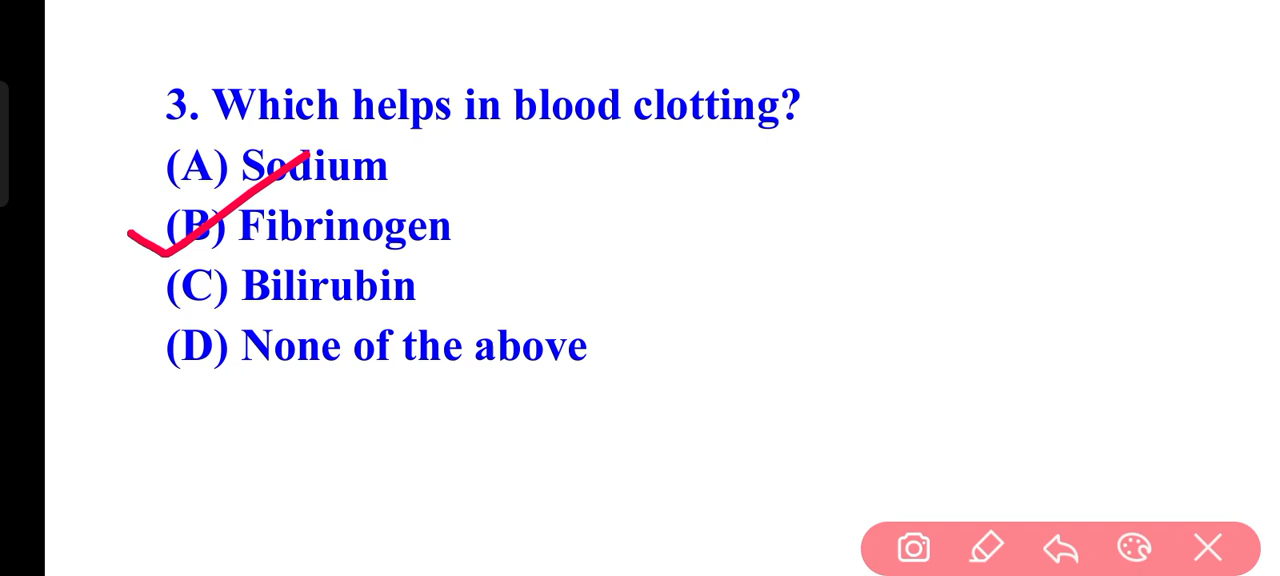 3. Which helps in blood clotting?
(A) Sodium
(B) Fibrinogen
(C) Bilirubin
(D) None of the above